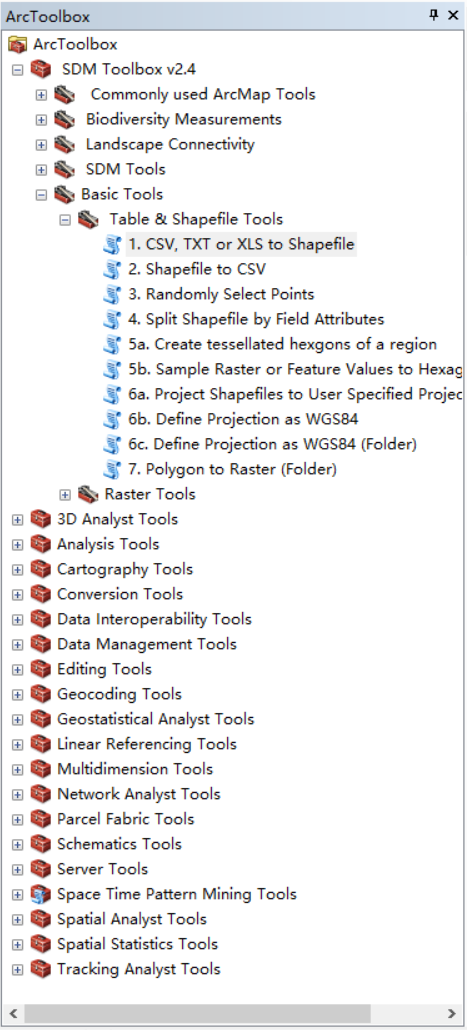 ArcToolbox
ArcToolbox
SDM Toolbox v2.4
Commonly used ArcMap Tools
Biodiversity Measurements
Landscape Connectivity
SDM Tools
Basic Tools
Table & Shapefile Tools
1. CSV, TXT or XLS to Shapefile
2. Shapefile to CSV
3. Randomly Select Points
4. Split Shapefile by Field Attributes
5a. Create tessellated hexgons of a region
5b. Sample Raster or Feature Values to Hexag
6a. Project Shapefiles to User Specified Projec
6b. Define Projection as WGS84
6c. Define Projection as WGS84 (Folder)
7. Polygon to Raster (Folder)
Raster Tools
3D Analyst Tools
Analysis Tools
Cartography Tools
Conversion Tools
Data Interoperability Tools
Data Management Tools
Editing Tools
Geocoding Tools
Geostatistical Analyst Tools
Linear Referencing Tools
Multidimension Tools
Network Analyst Tools
Parcel Fabric Tools
Schematics Tools
Server Tools
Space Time Pattern Mining Tools
Spatial Analyst Tools
Spatial Statistics Tools
Tracking Analyst Tools